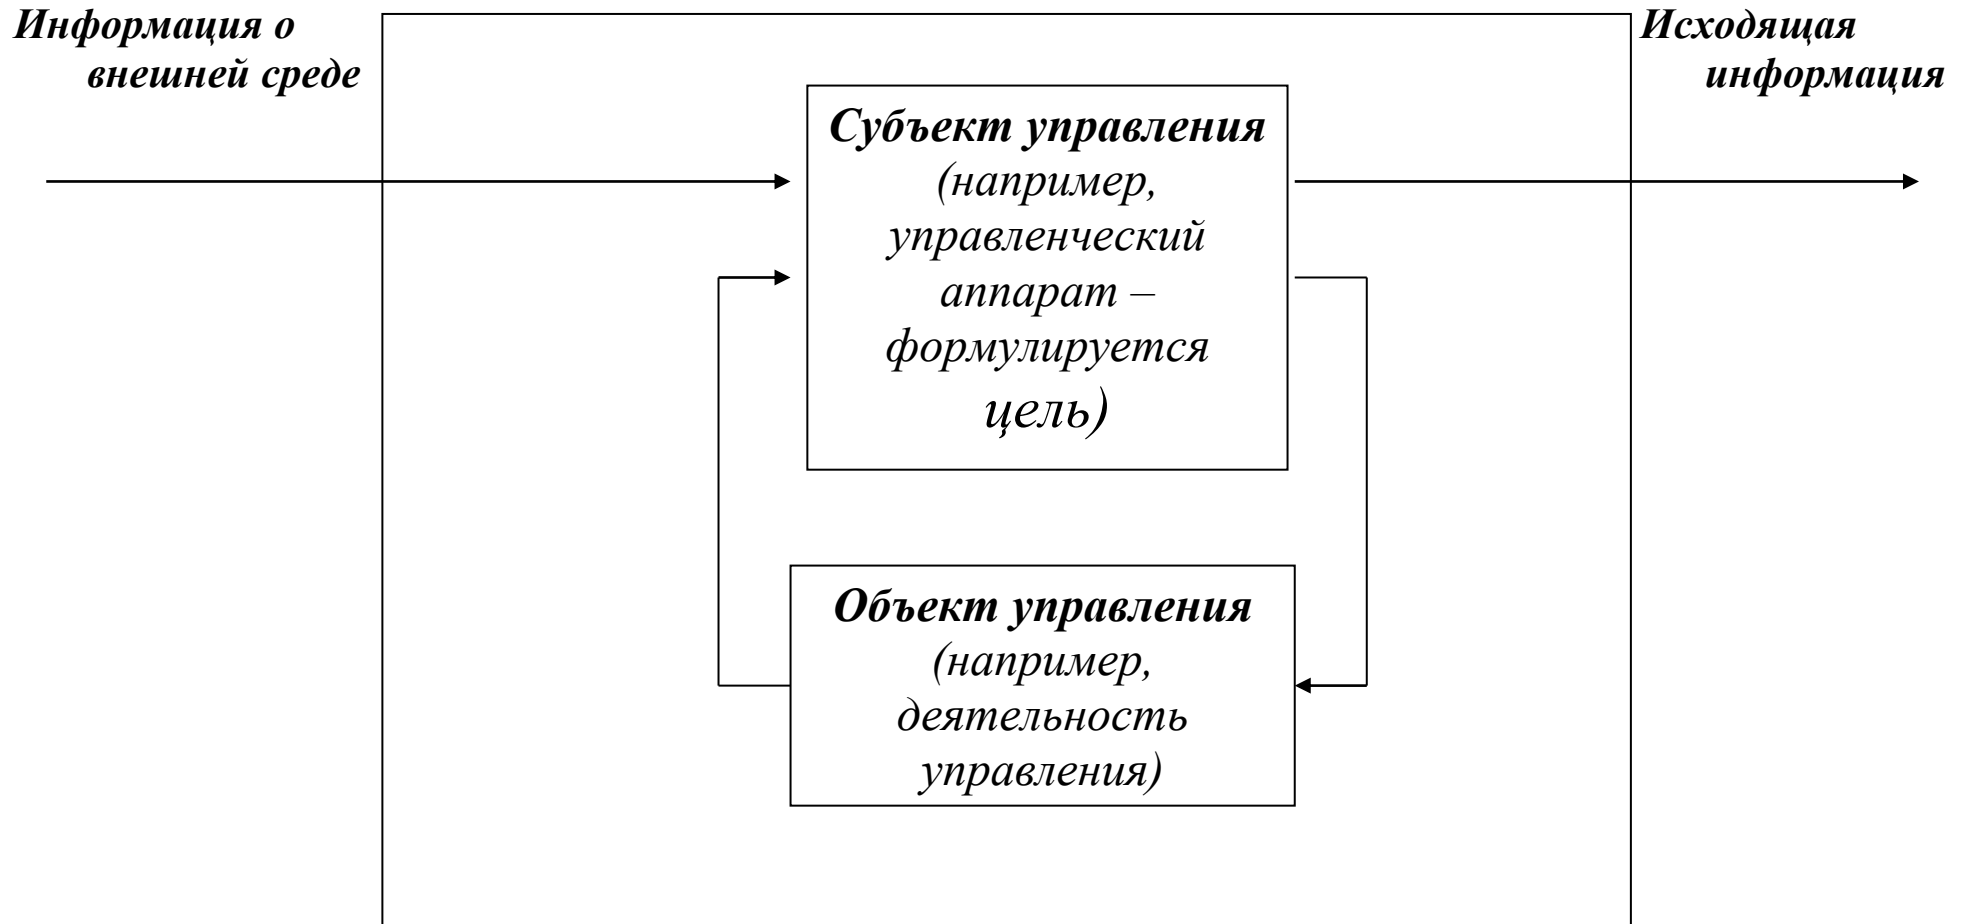 Информация о
внешней среде
Исходящая
информация
Субъект управления
(например,
управленческий
аппарат –
формулируется
цель)
Объект управления
(например,
деятельность
управления)